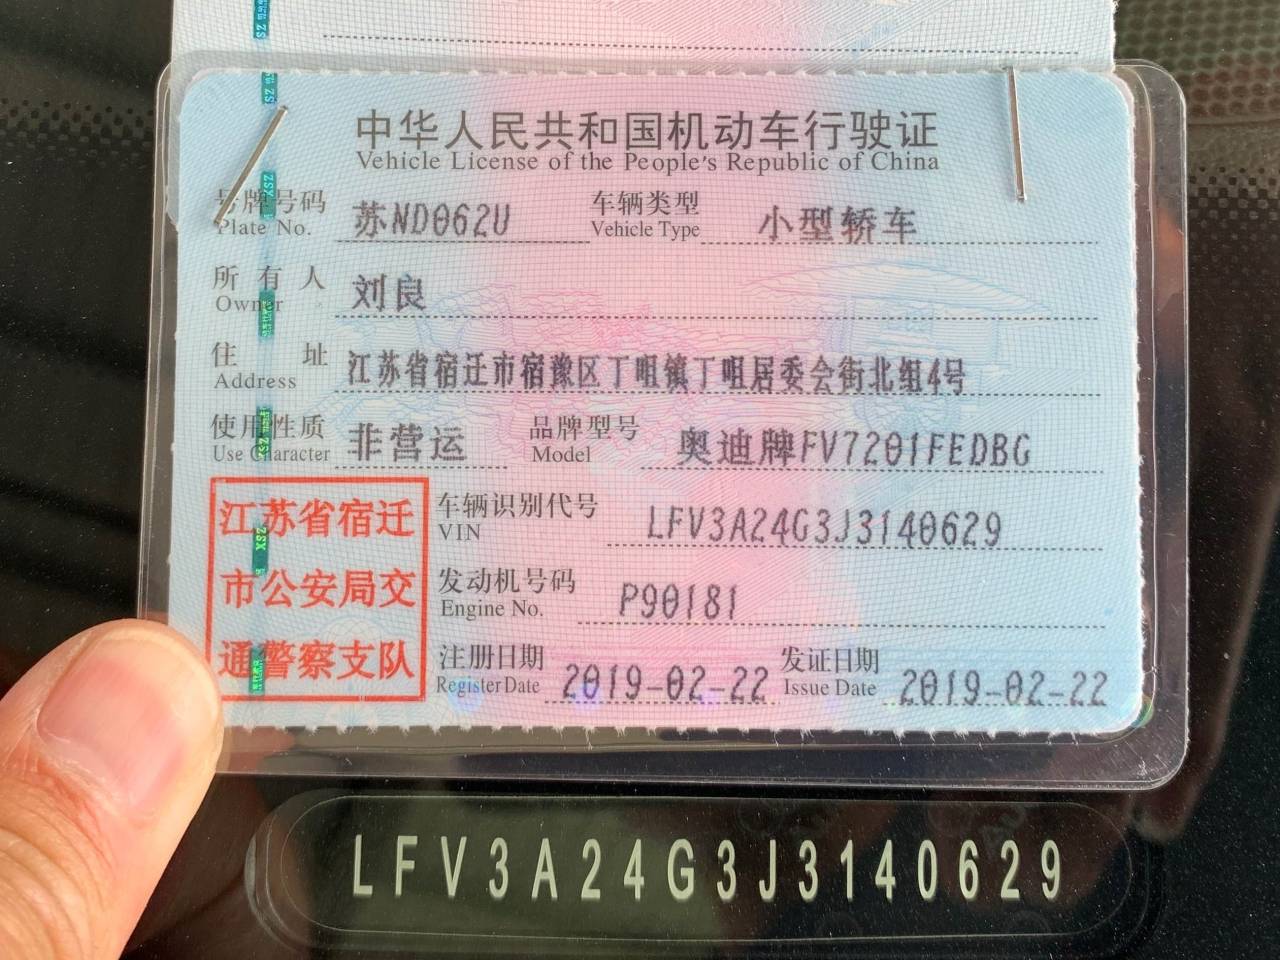 中华人民共和国机动车行驶证
Vehicle License of the People's Republic of China
号牌号码 苏ND062U 车辆类型 小型轿车
Plate No. Vehicle Type
所有人 刘良
Owner
住址 江苏省宿迁市宿豫区丁咀镇丁咀居委会街北组4号
Address
使用性质 非营运 品牌型号 奥迪牌FV7201FEDBG
Use Character Model
江苏省宿迁
市公安局交
通警察支队
车辆识别代号 LFV3A24G3J3140629
VIN
发动机号码 P90181
Engine No.
注册日期 2019-02-22 发证日期 2019-02-22
Register Date Issue Date
LFV3A24G3J3140629